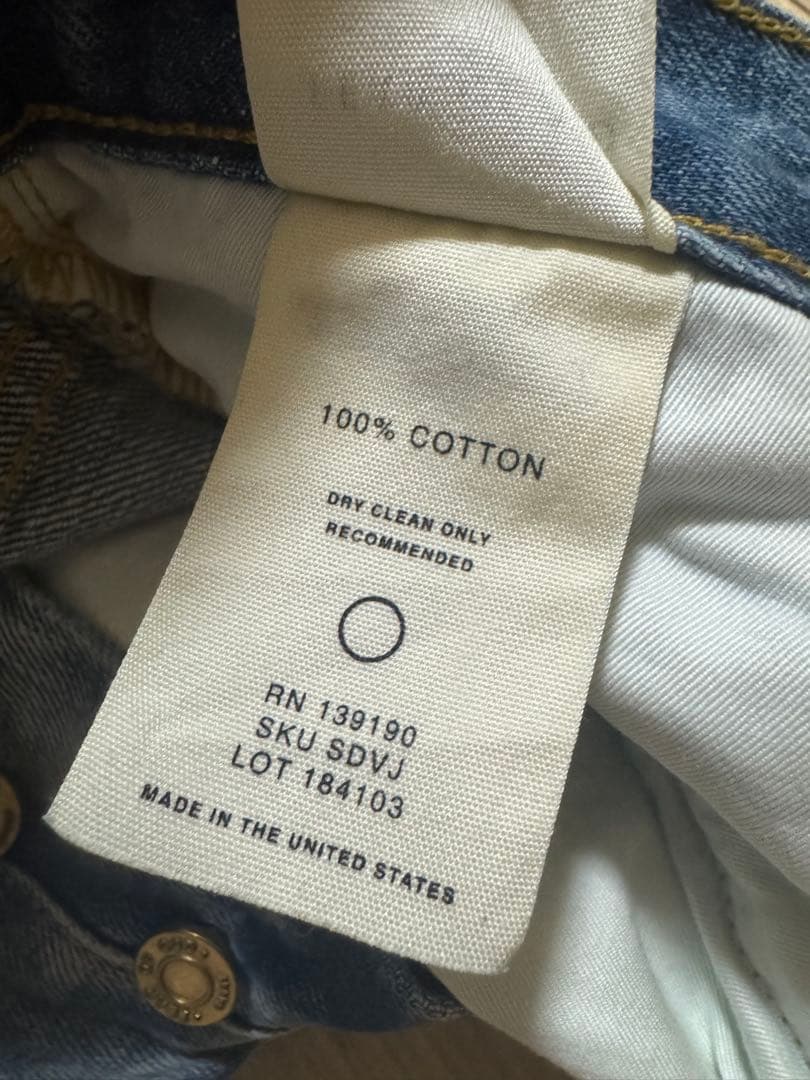 100% COTTON
DRY CLEAN ONLY
RECOMMENDED
RN 139190
SKU SDVJ
LOT 184103
MADE IN THE UNITED STATES